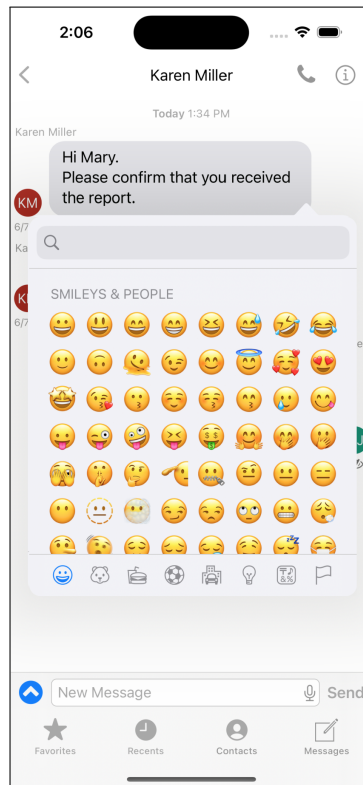 2:06
Karen Miller
Today 1:34 PM
Karen Miller
Hi Mary.
Please confirm that you received
the report.
KM
6/7
Ka
SMILEYS & PEOPLE
6/7
New Message
Send
Favorites
Recents
Contacts
Messages